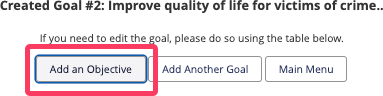 Created Goal #2: Improve quality of life for victims of crime..
If you need to edit the goal, please do so using the table below.
Add an Objective Add Another Goal Main Menu